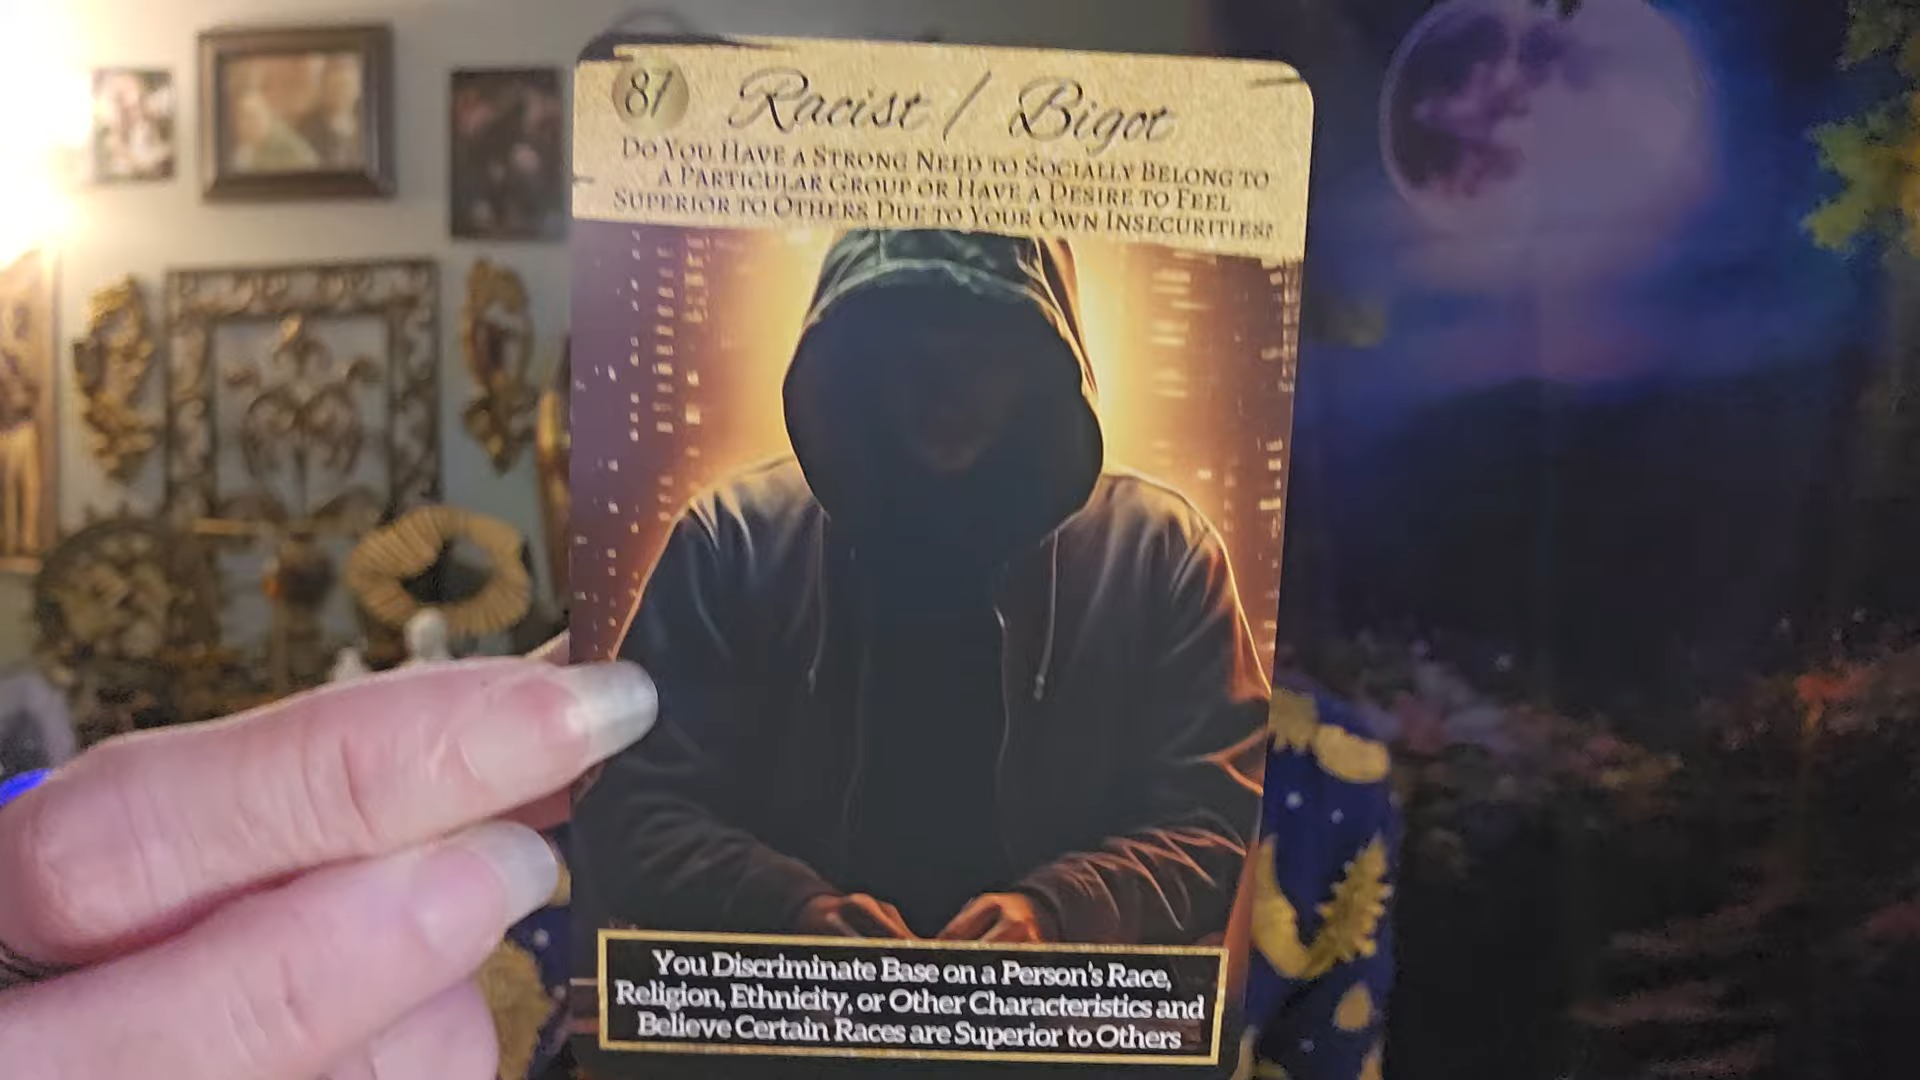 81 Racist / Bigot
Do You Have a Strong Need to Socially Belong to
a Particular Group or Have a Desire to Feel
Superior to Others Due to Your Own Insecurities?
You Discriminate Base on a Person's Race,
Religion, Ethnicity, or Other Characteristics and
Believe Certain Races are Superior to Others